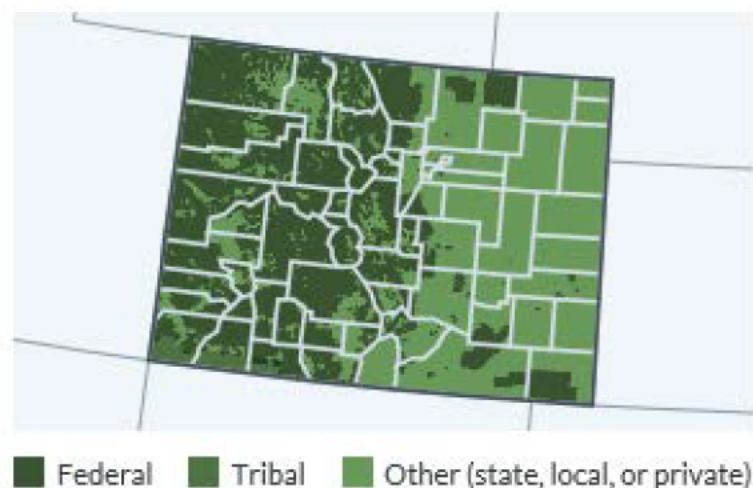 Federal Tribal Other (state, local, or private)